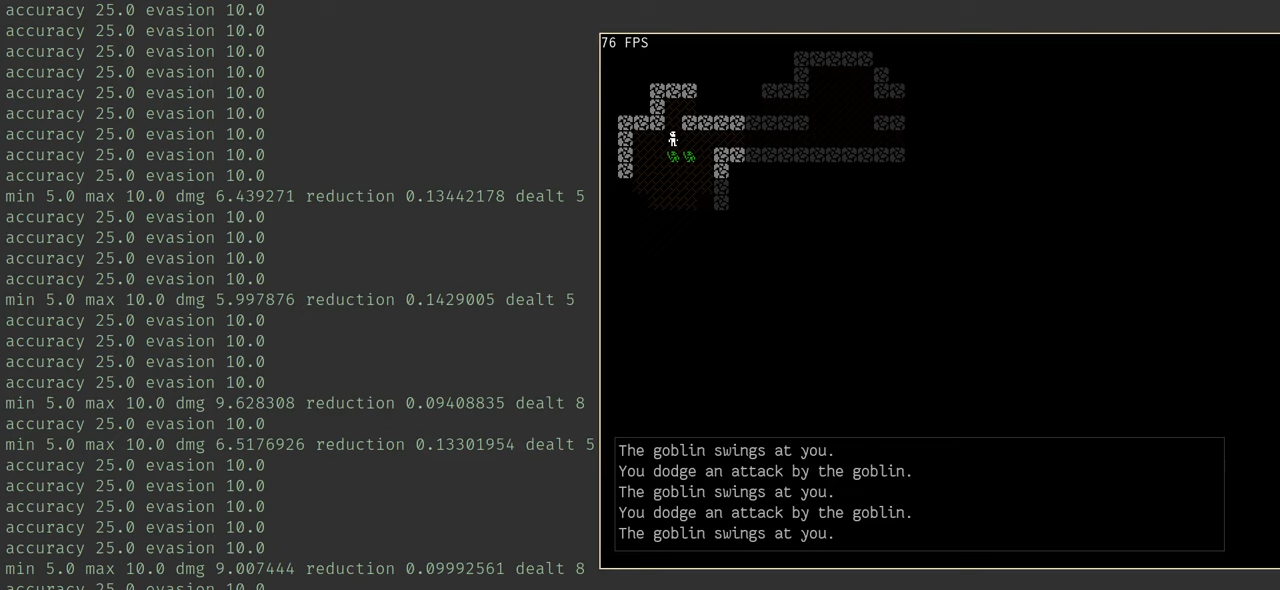 accuracy 25.0 evasion 10.0
accuracy 25.0 evasion 10.0
accuracy 25.0 evasion 10.0
accuracy 25.0 evasion 10.0
accuracy 25.0 evasion 10.0
accuracy 25.0 evasion 10.0
accuracy 25.0 evasion 10.0
accuracy 25.0 evasion 10.0
accuracy 25.0 evasion 10.0
min 5.0 max 10.0 dmg 6.439271 reduction 0.13442178 dealt 5
accuracy 25.0 evasion 10.0
accuracy 25.0 evasion 10.0
accuracy 25.0 evasion 10.0
accuracy 25.0 evasion 10.0
min 5.0 max 10.0 dmg 5.997876 reduction 0.1429005 dealt 5
accuracy 25.0 evasion 10.0
accuracy 25.0 evasion 10.0
accuracy 25.0 evasion 10.0
accuracy 25.0 evasion 10.0
min 5.0 max 10.0 dmg 9.628308 reduction 0.09408835 dealt 8
accuracy 25.0 evasion 10.0
min 5.0 max 10.0 dmg 6.5176926 reduction 0.13301954 dealt 5
accuracy 25.0 evasion 10.0
accuracy 25.0 evasion 10.0
accuracy 25.0 evasion 10.0
accuracy 25.0 evasion 10.0
accuracy 25.0 evasion 10.0
min 5.0 max 10.0 dmg 9.007444 reduction 0.09992561 dealt 8
accuracy 25.0 evasion 10.0
76 FPS
The goblin swings at you.
You dodge an attack by the goblin.
The goblin swings at you.
You dodge an attack by the goblin.
The goblin swings at you.